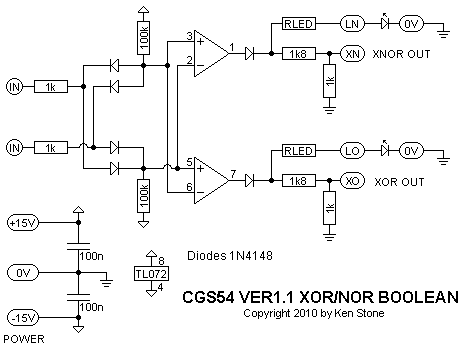 100k
RLED
LN
0V
3
+
1
1k8
XN
XNOR OUT
2
−
1k
IN
1k
IN
1k
RLED
LO
0V
5
+
7
1k8
XO
XOR OUT
6
−
1k
100k
+15V
100n
0V
100n
-15V
POWER
8
TL072
4
Diodes 1N4148
CGS54 VER1.1 XOR/NOR BOOLEAN
Copyright 2010 by Ken Stone